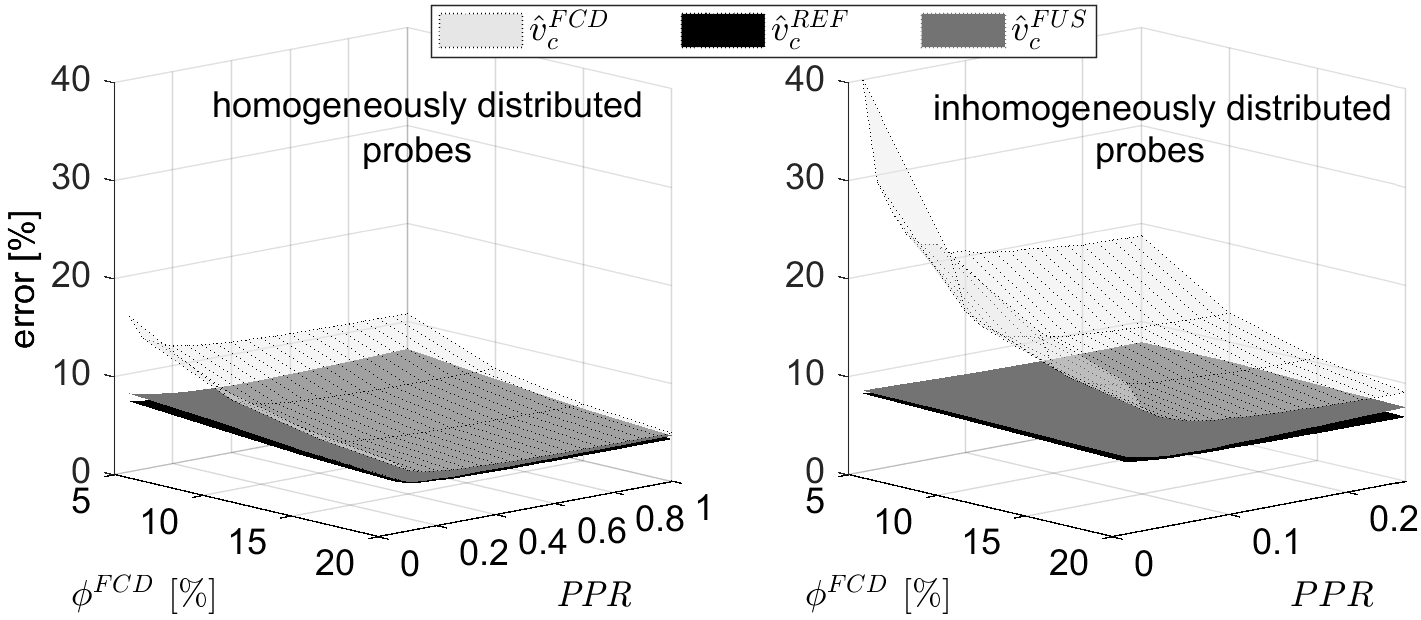 v̂_c^{FCD} v̂_c^{REF} v̂_c^{FUS}
homogeneously distributed
probes
error [%]
40
30
20
10
0
5
10
15
20
0
0.2
0.4
0.6
0.8
1
ϕ^{FCD} [%]
PPR
inhomogeneously distributed
probes
40
30
20
10
0
5
10
15
20
0
0.1
0.2
ϕ^{FCD} [%]
PPR